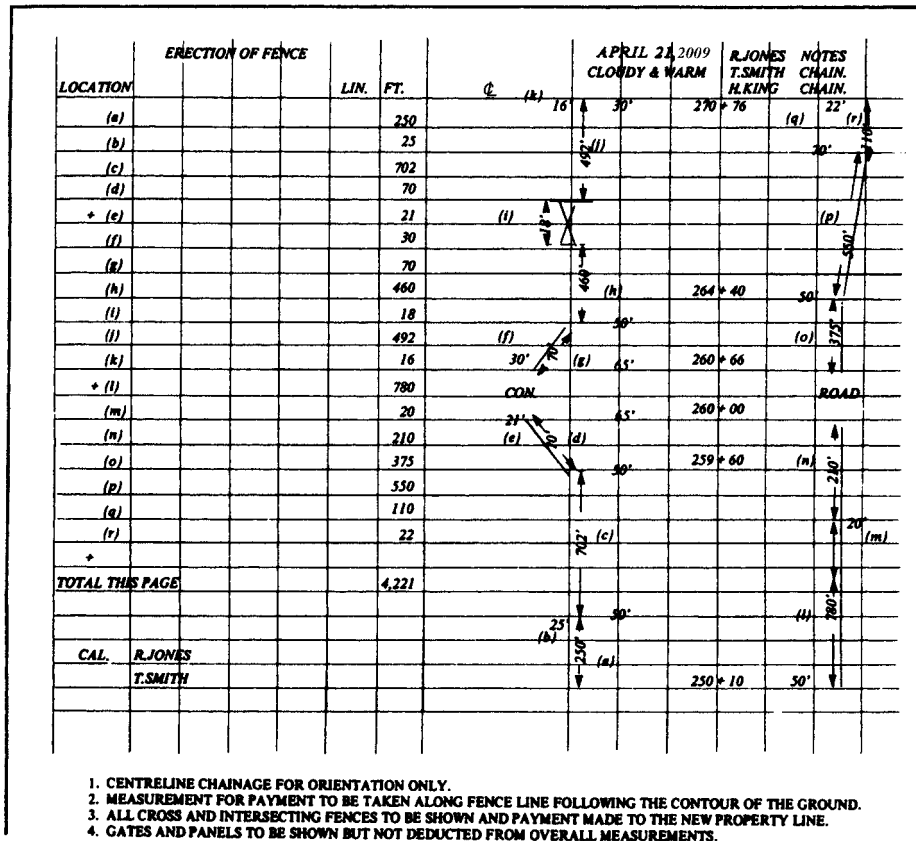 ERECTION OF FENCE
APRIL 21, 2009 R.JONES NOTES
CLOUDY & WARM T.SMITH CHAIN.
LOCATION LIN. FT. ℄ H.KING CHAIN.
(k) 16' 30' 270 + 76 22'
(a) 250 (q) (r) 110'
(b) 25 492' (j) 20'
(c) 702
(d) 70
+ (e) 21 (i) 18' (p)
(f) 30 550'
(g) 70 460'
(h) 460 (h) 264 + 40 50'
(i) 18 50' 375'
(j) 492 (f) 70' (o)
(k) 16 30' (g) 65' 260 + 66
+ (l) 780 CON. ROAD
(m) 20 21' 65' 260 + 00
(n) 210 (e) 70' (d) 210'
(o) 375 50' 259 + 60 (n)
(p) 550
(q) 110 20'
(r) 22 702' (c) (m)
+
TOTAL THIS PAGE 4,221
780'
25' 50' (l)
(b)
CAL. R.JONES 250' (a)
T.SMITH 250 + 10 50'
1. CENTRELINE CHAINAGE FOR ORIENTATION ONLY.
2. MEASUREMENT FOR PAYMENT TO BE TAKEN ALONG FENCE LINE FOLLOWING THE CONTOUR OF THE GROUND.
3. ALL CROSS AND INTERSECTING FENCES TO BE SHOWN AND PAYMENT MADE TO THE NEW PROPERTY LINE.
4. GATES AND PANELS TO BE SHOWN BUT NOT DEDUCTED FROM OVERALL MEASUREMENTS.